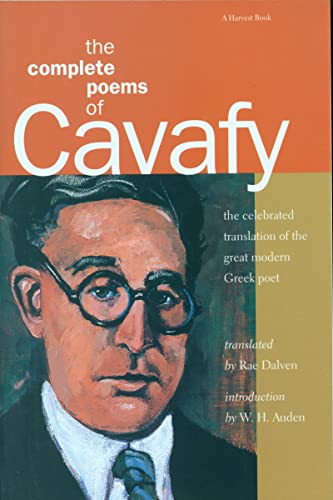 A Harvest Book
the
complete
poems
of
Cavafy
the celebrated
translation of the
great modern
Greek poet
translated
by Rae Dalven
introduction
by W. H. Auden